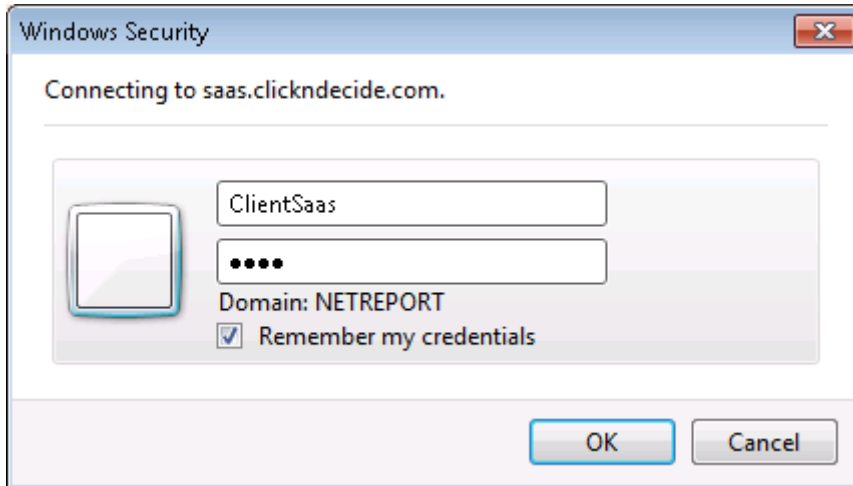 Windows Security
Connecting to saas.clickndecide.com.
ClientSaas
●●●●
Domain: NETREPORT
Remember my credentials
OK
Cancel